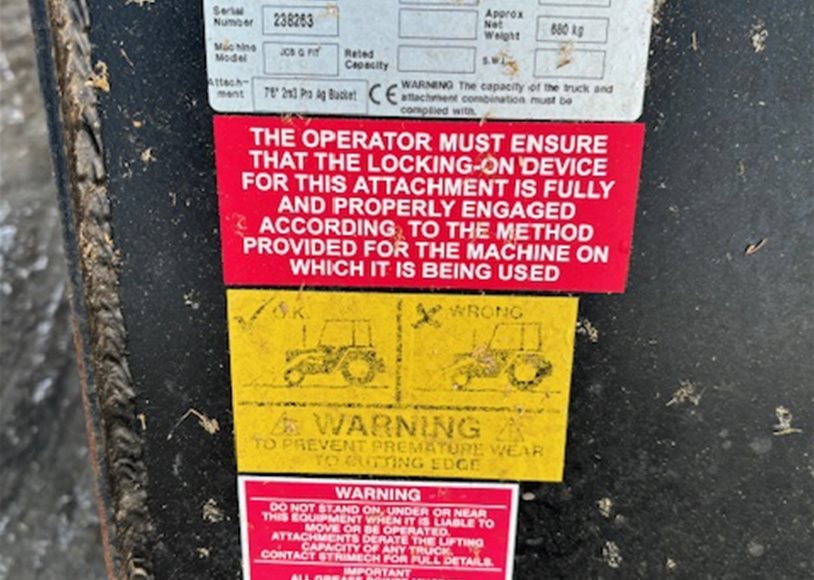 Serial Number 238263
Approx Net Weight 680 kg
Machine Model JCB Q FIT
Rated Capacity
S.W.L.
Attach-ment 7'6" 2m3 Pro Ag Bucket
CE
WARNING The capacity of the truck and
attachment combination must be
complied with.
THE OPERATOR MUST ENSURE
THAT THE LOCKING-ON DEVICE
FOR THIS ATTACHMENT IS FULLY
AND PROPERLY ENGAGED
ACCORDING TO THE METHOD
PROVIDED FOR THE MACHINE ON
WHICH IT IS BEING USED
O.K.
WRONG
WARNING
TO PREVENT PREMATURE WEAR
TO CUTTING EDGE
WARNING
DO NOT STAND ON, UNDER OR NEAR
THIS EQUIPMENT WHEN IT IS LIABLE TO
MOVE OR BE OPERATED.
ATTACHMENTS DERATE THE LIFTING
CAPACITY OF ANY TRUCK.
CONTACT STRIMECH FOR FULL DETAILS.
IMPORTANT